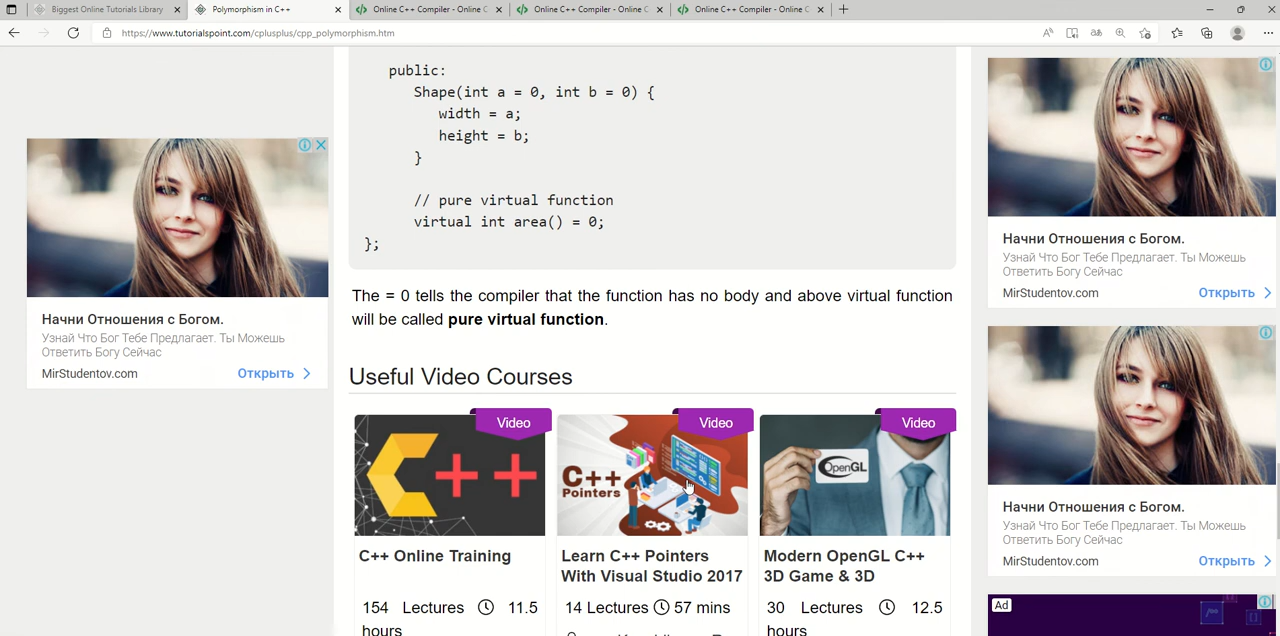 Biggest Online Tutorials Library
Polymorphism in C++
Online C++ Compiler - Online C
Online C++ Compiler - Online C
Online C++ Compiler - Online C
https://www.tutorialspoint.com/cplusplus/cpp_polymorphism.htm
public:
Shape(int a = 0, int b = 0) {
width = a;
height = b;
}
// pure virtual function
virtual int area() = 0;
};
The = 0 tells the compiler that the function has no body and above virtual function
will be called pure virtual function.
Useful Video Courses
Video
Video
Video
C++
C++
Pointers
OpenGL
C++ Online Training
Learn C++ Pointers
With Visual Studio 2017
Modern OpenGL C++
3D Game & 3D
154 Lectures 11.5
hours
14 Lectures 57 mins
30 Lectures 12.5
hours
Начни Отношения с Богом.
Узнай Что Бог Тебе Предлагает. Ты Можешь
Ответить Богу Сейчас
MirStudentov.com
Открыть
Начни Отношения с Богом.
Узнай Что Бог Тебе Предлагает. Ты Можешь
Ответить Богу Сейчас
MirStudentov.com
Открыть
Начни Отношения с Богом.
Узнай Что Бог Тебе Предлагает. Ты Можешь
Ответить Богу Сейчас
MirStudentov.com
Открыть
Ad